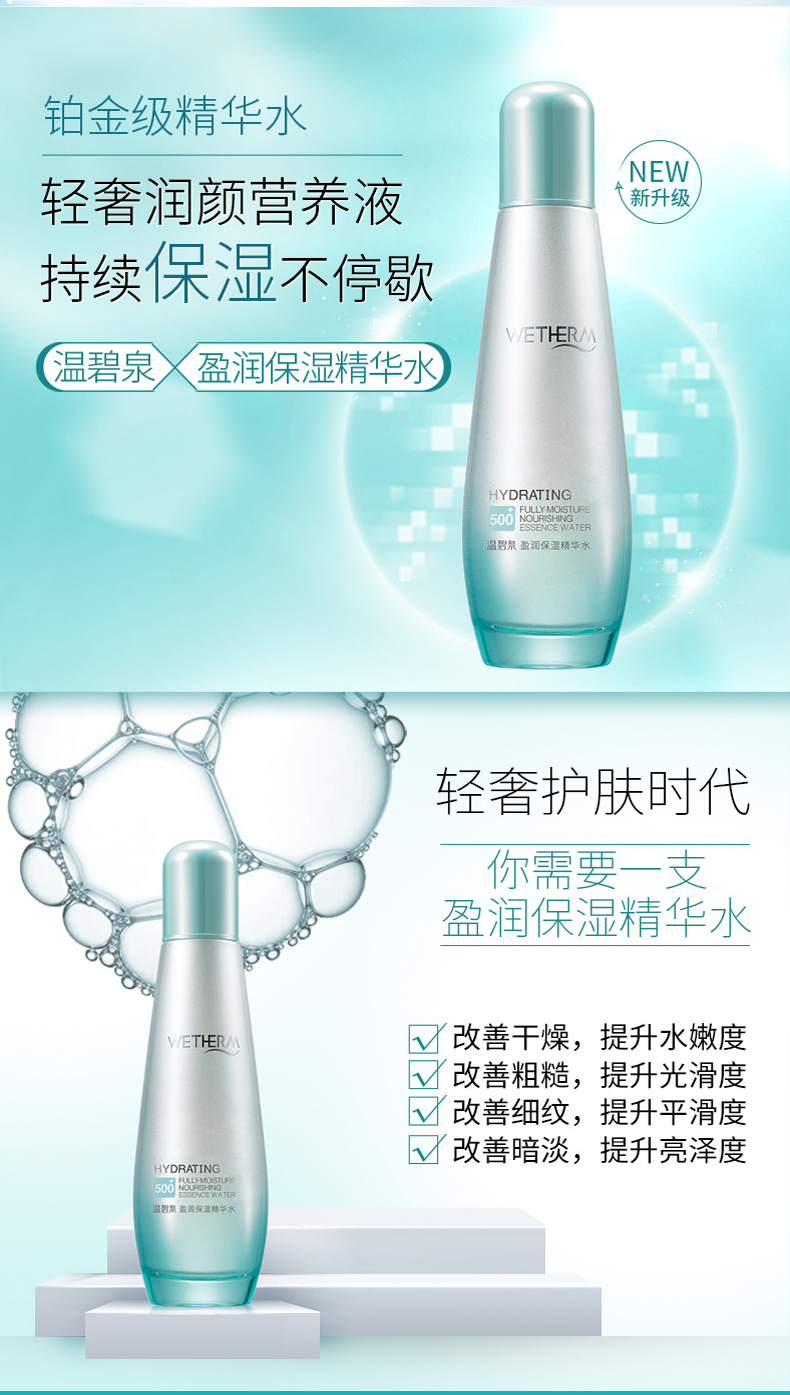 铂金级精华水
轻奢润颜营养液
持续保湿不停歇
温碧泉 盈润保湿精华水
NEW
新升级
WETHERM
HYDRATING
500+
FULLY-MOISTURE
NOURISHING
ESSENCE WATER
温碧泉 盈润保湿精华水
轻奢护肤时代
你需要一支
盈润保湿精华水
改善干燥，提升水嫩度
改善粗糙，提升光滑度
改善细纹，提升平滑度
改善暗淡，提升亮泽度
WETHERM
HYDRATING
500+
FULLY-MOISTURE
NOURISHING
ESSENCE WATER
温碧泉 盈润保湿精华水